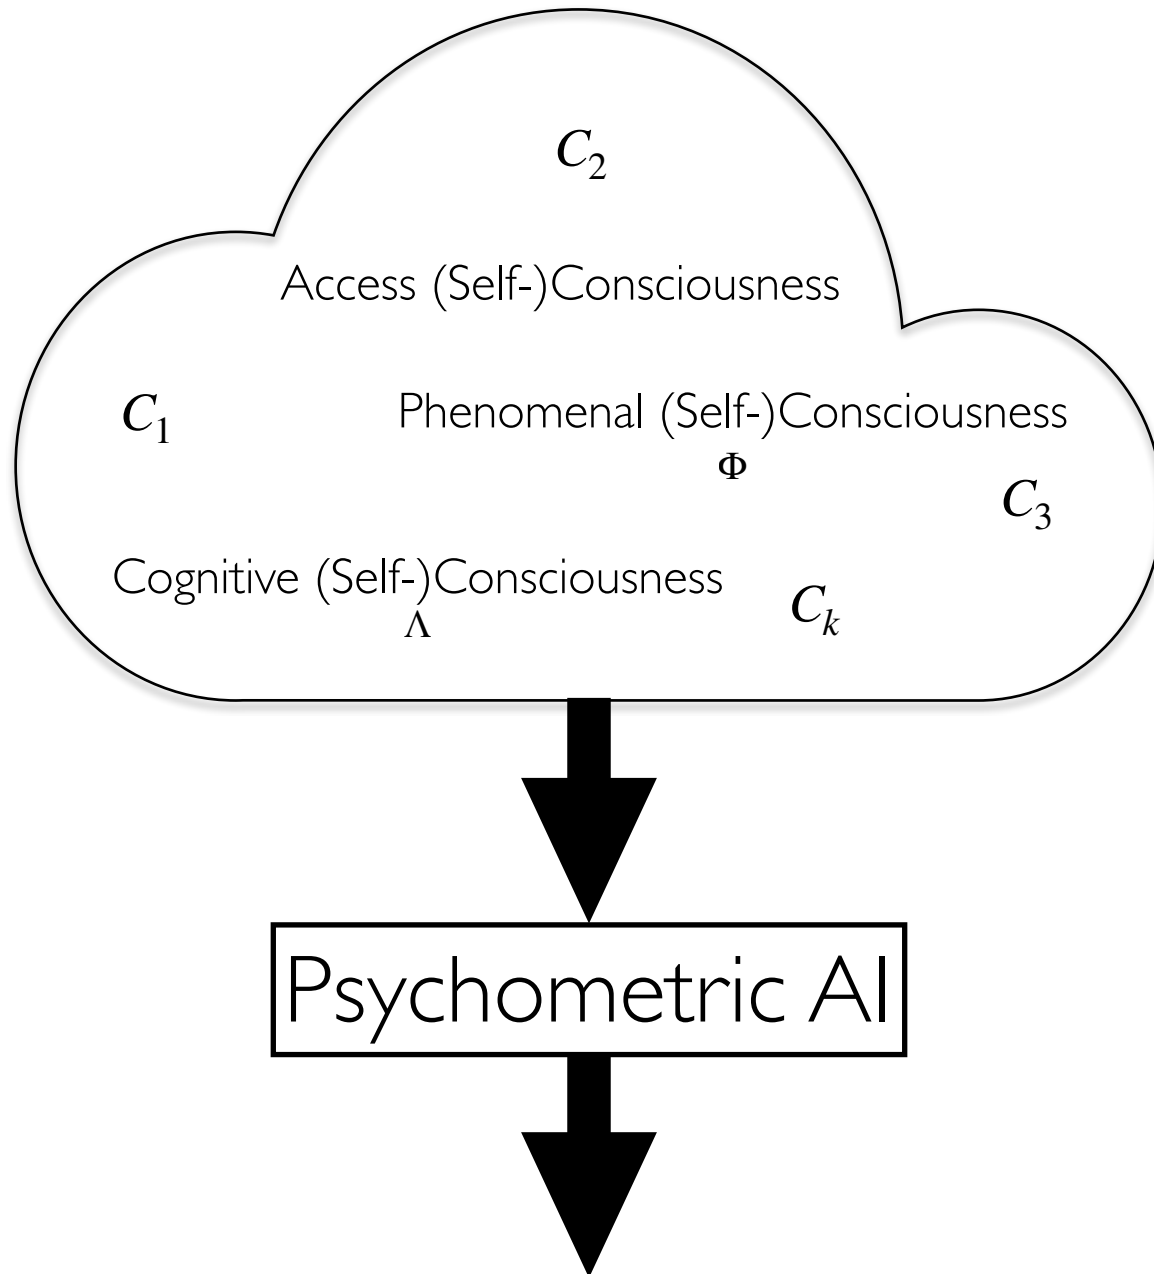 C₂
Access (Self-)Consciousness
C₁
Phenomenal (Self-)Consciousness
Φ
C₃
Cognitive (Self-)Consciousness
Λ
Cₖ
Psychometric AI